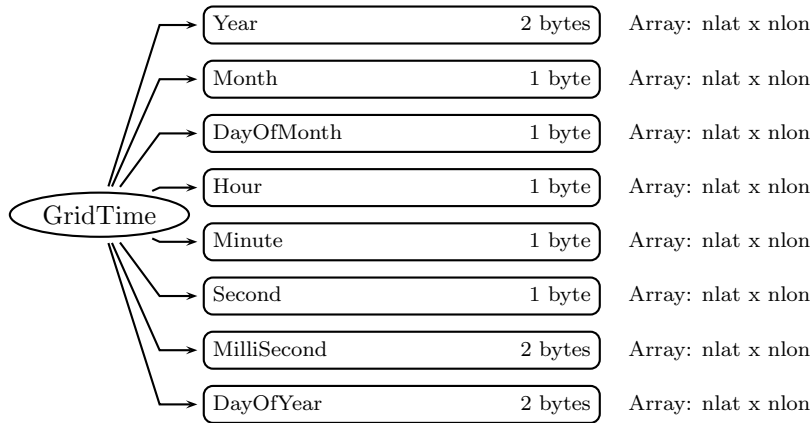 Year 2 bytes Array: nlat x nlon
Month 1 byte Array: nlat x nlon
DayOfMonth 1 byte Array: nlat x nlon
Hour 1 byte Array: nlat x nlon
GridTime
Minute 1 byte Array: nlat x nlon
Second 1 byte Array: nlat x nlon
MilliSecond 2 bytes Array: nlat x nlon
DayOfYear 2 bytes Array: nlat x nlon